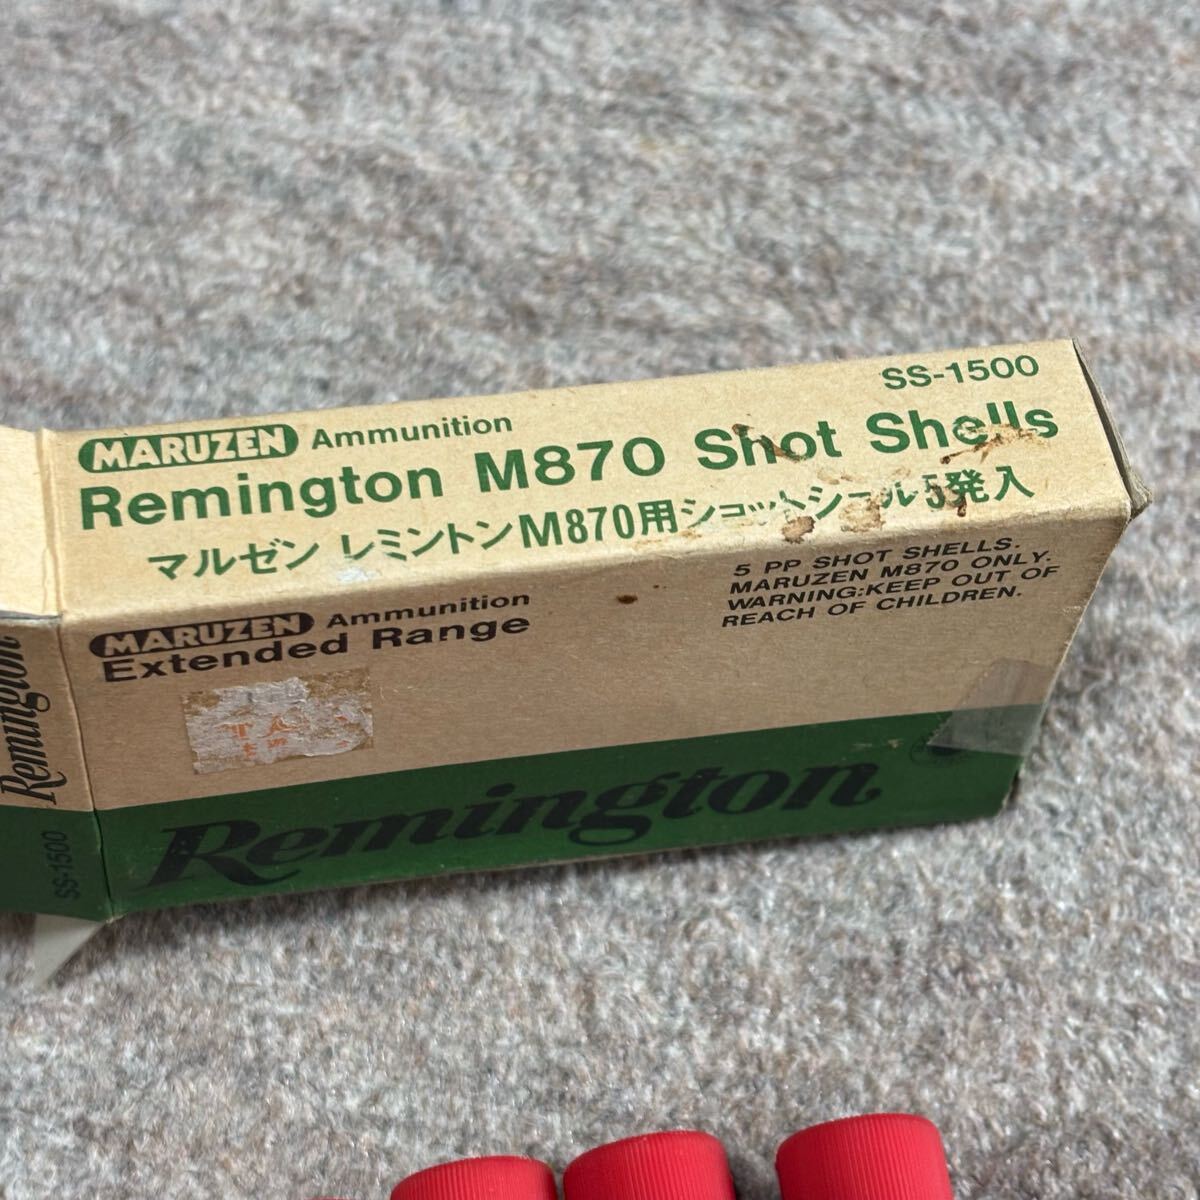 SS-1500
MARUZEN Ammunition
Remington M870 Shot Shells
マルゼン レミントンM870用ショットシェル5発入
MARUZEN Ammunition
Extended Range
5 PP SHOT SHELLS.
MARUZEN M870 ONLY.
WARNING:KEEP OUT OF
REACH OF CHILDREN.
Remington
Remington
SS-1500